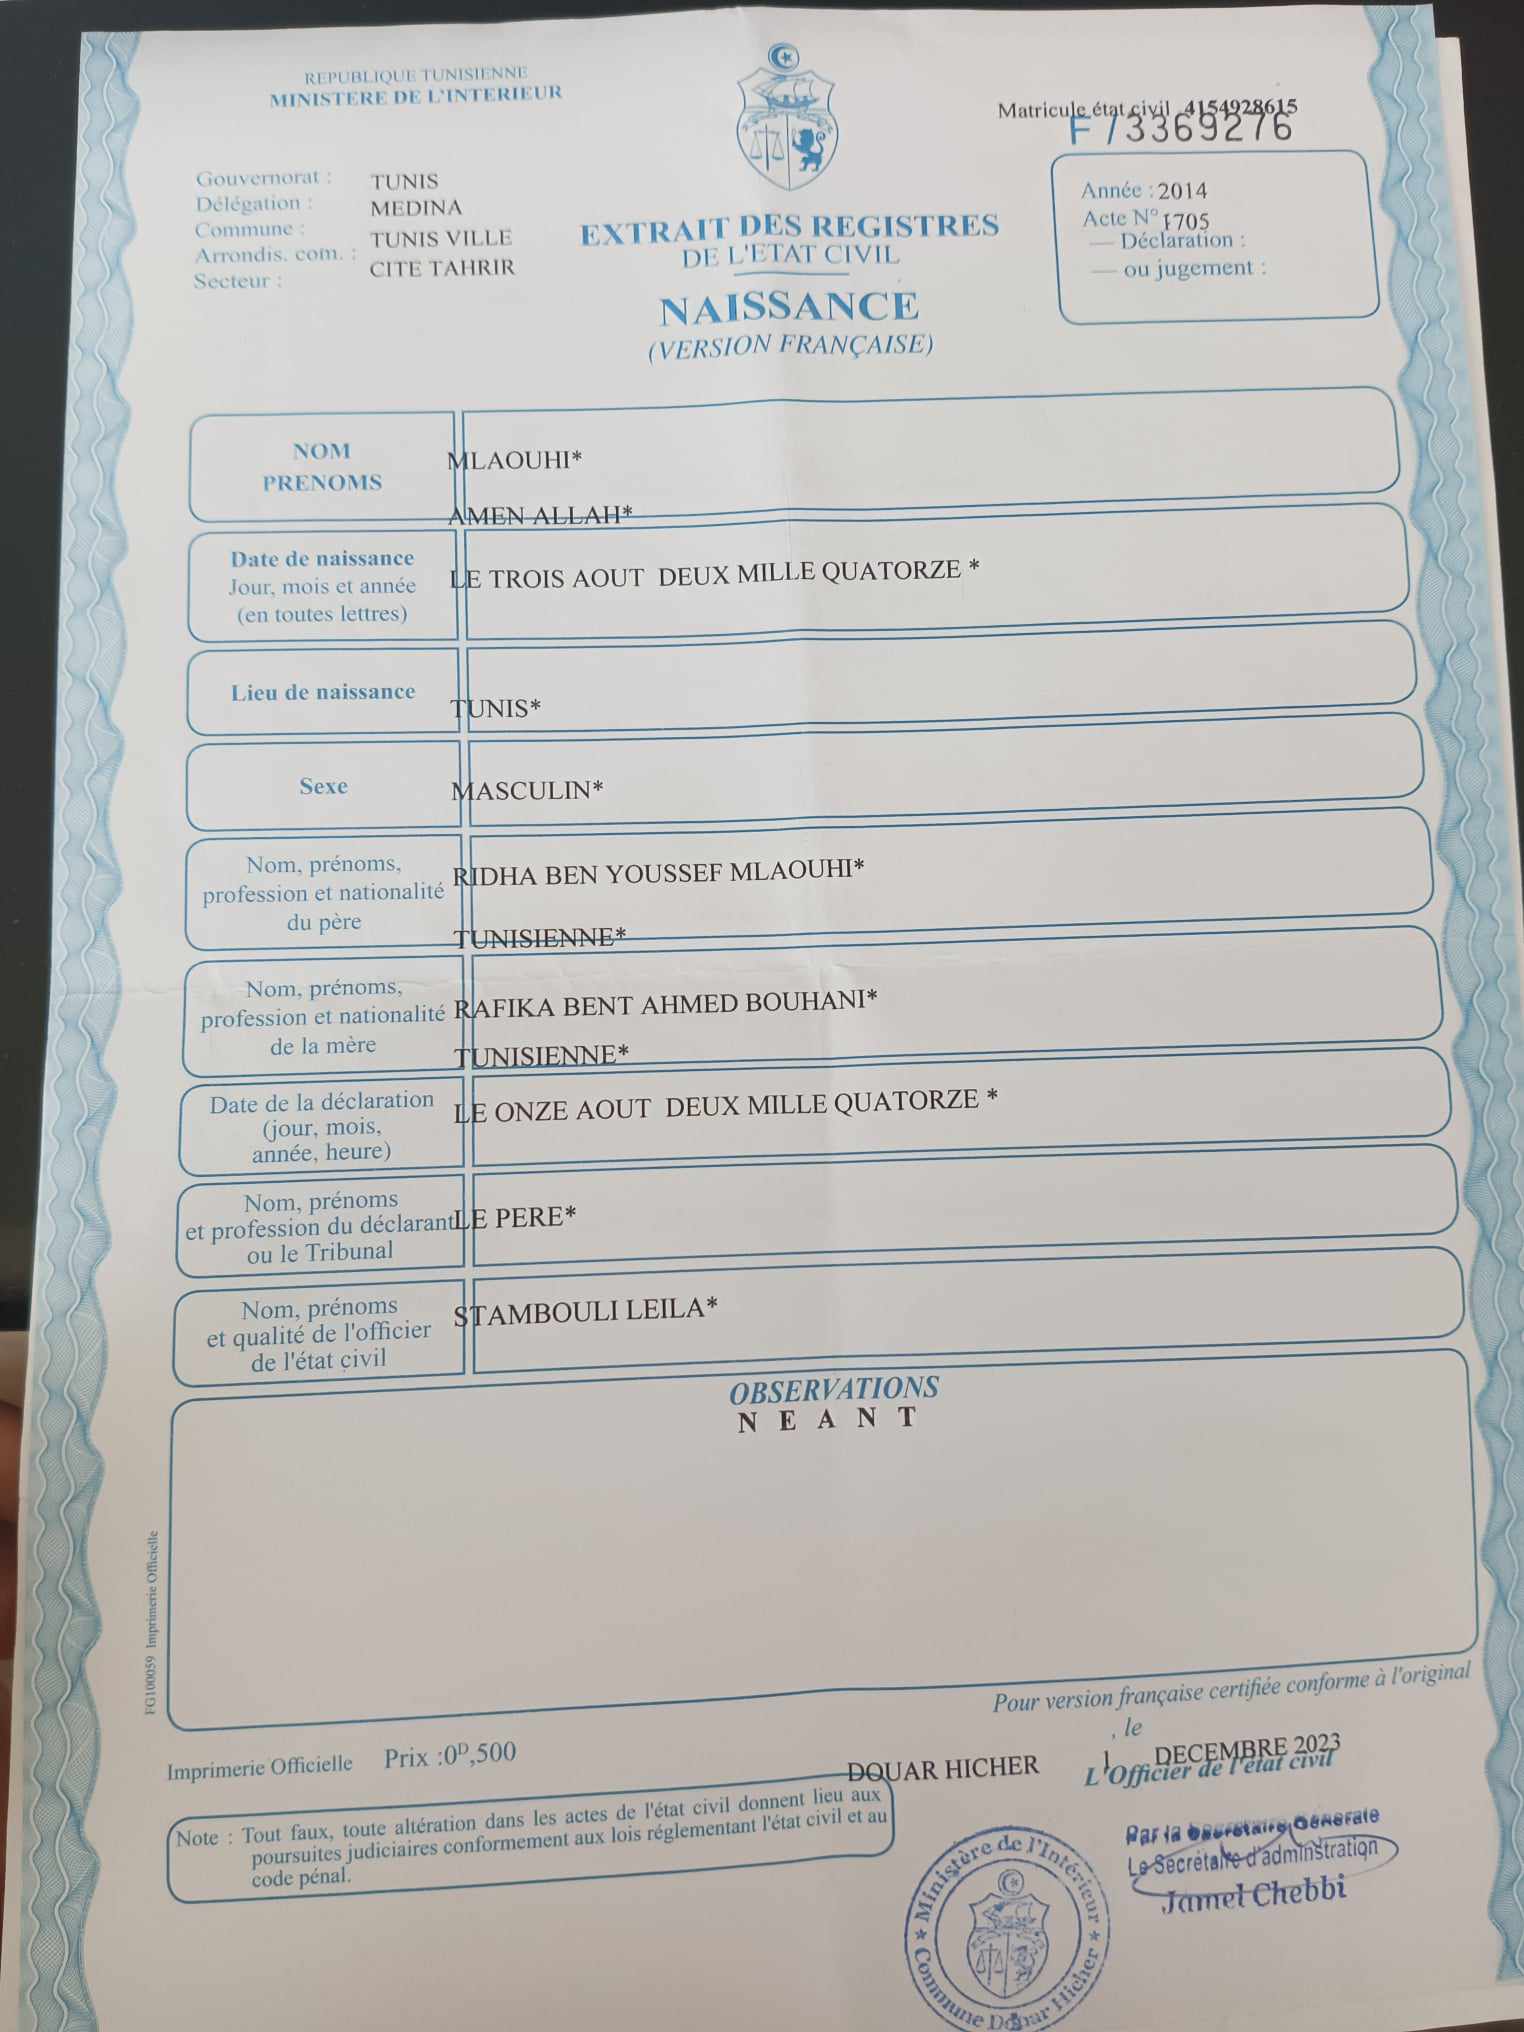 REPUBLIQUE TUNISIENNE
MINISTERE DE L'INTERIEUR
Matricule état civil 4154928615
F / 3369276
Gouvernorat : TUNIS
Délégation : MEDINA
Commune : TUNIS VILLE
Arrondis. com. : CITE TAHRIR
Secteur :
EXTRAIT DES REGISTRES
DE L'ETAT CIVIL
NAISSANCE
(VERSION FRANÇAISE)
Année : 2014
Acte N° 1705
— Déclaration :
— ou jugement :
NOM
PRENOMS
MLAOUHI*
AMEN ALLAH*
Date de naissance
Jour, mois et année
(en toutes lettres)
LE TROIS AOUT DEUX MILLE QUATORZE *
Lieu de naissance
TUNIS*
Sexe
MASCULIN*
Nom, prénoms,
profession et nationalité
du père
RIDHA BEN YOUSSEF MLAOUHI*
TUNISIENNE*
Nom, prénoms,
profession et nationalité
de la mère
RAFIKA BENT AHMED BOUHANI*
TUNISIENNE*
Date de la déclaration
(jour, mois,
année, heure)
LE ONZE AOUT DEUX MILLE QUATORZE *
Nom, prénoms
et profession du déclarant
ou le Tribunal
LE PERE*
Nom, prénoms
et qualité de l'officier
de l'état civil
STAMBOULI LEILA*
OBSERVATIONS
N E A N T
FG100059 Imprimerie Officielle
Pour version française certifiée conforme à l'original
, le
DOUAR HICHER 1 DECEMBRE 2023
L'Officier de l'état civil
Imprimerie Officielle Prix :0D,500
Note : Tout faux, toute altération dans les actes de l'état civil donnent lieu aux
poursuites judiciaires conformement aux lois réglementant l'état civil et au
code pénal.
Par la Secrétaire Générale
Le Secrétaire d'adminstration
Jamel Chebbi
Ministère de l'Intérieur
Commune Douar Hicher